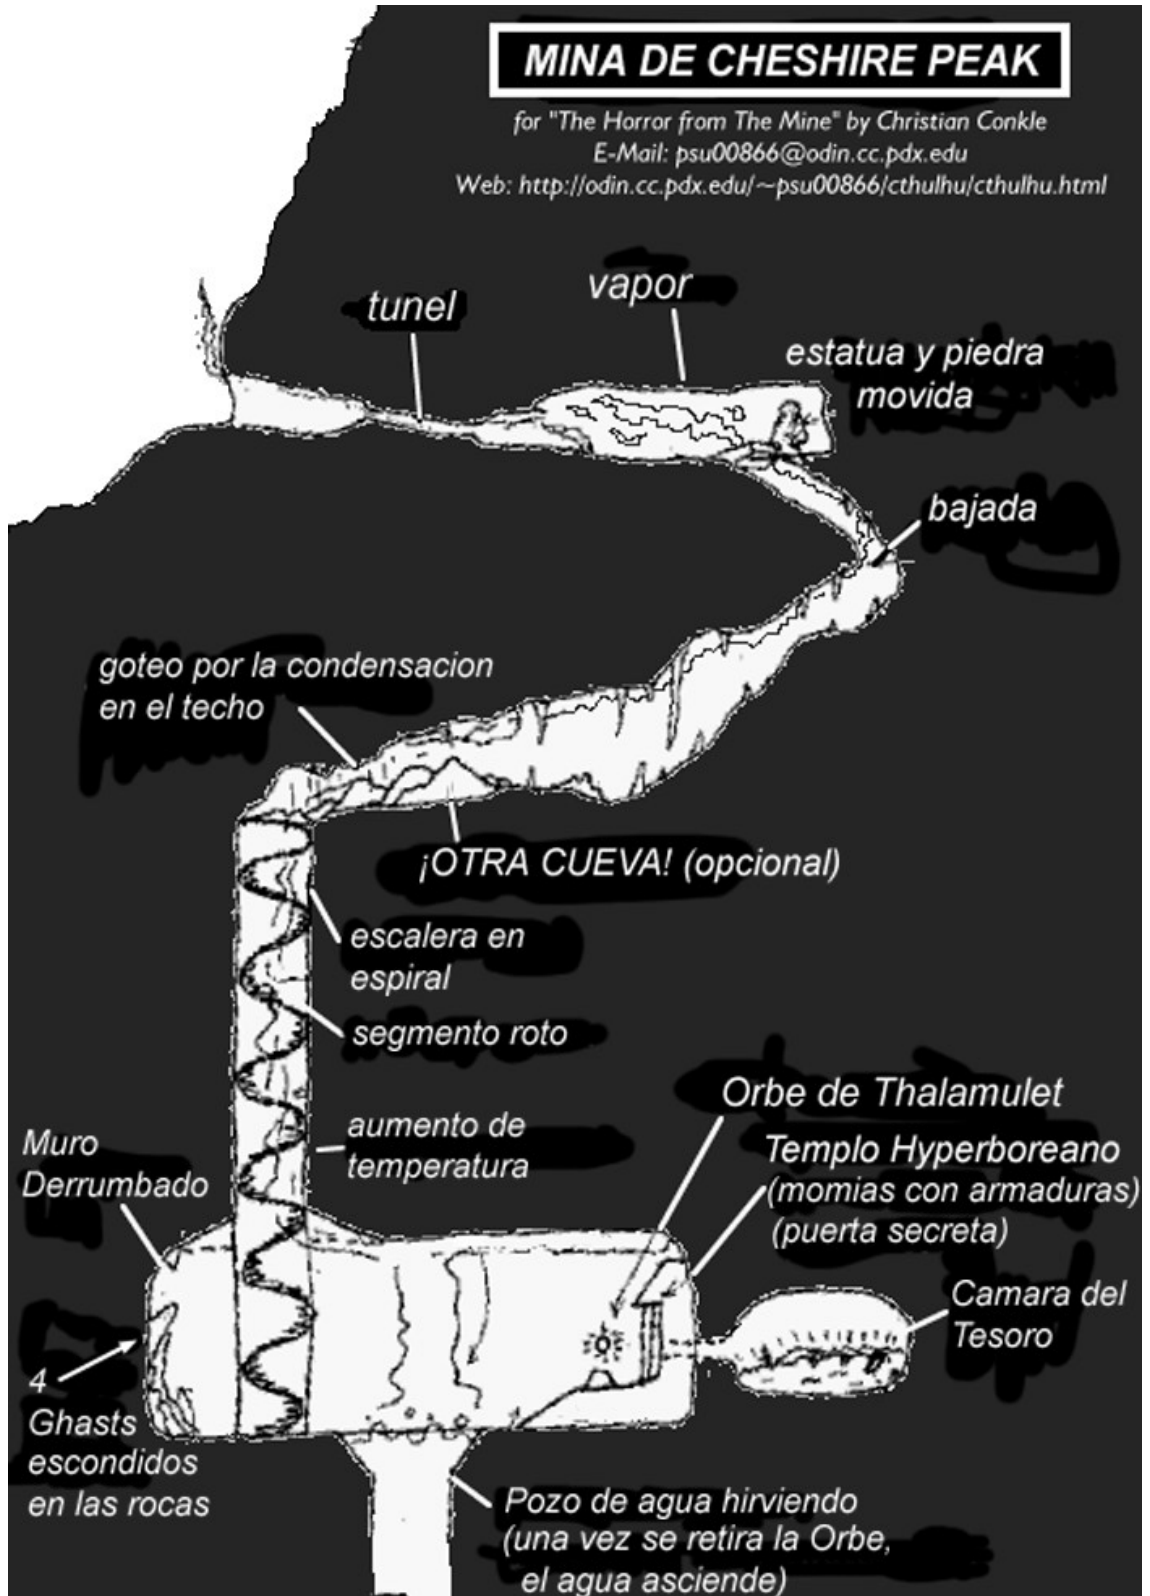 MINA DE CHESHIRE PEAK
for "The Horror from The Mine" by Christian Conkle
E-Mail: psu00866@odin.cc.pdx.edu
Web: http://odin.cc.pdx.edu/~psu00866/cthulhu/cthulhu.html
vapor
tunel
estatua y piedra
movida
bajada
goteo por la condensacion
en el techo
¡OTRA CUEVA! (opcional)
escalera en
espiral
segmento roto
Orbe de Thalamulet
aumento de
temperatura
Muro
Derrumbado
Templo Hyperboreano
(momias con armaduras)
(puerta secreta)
Camara del
Tesoro
4
Ghasts
escondidos
en las rocas
Pozo de agua hirviendo
(una vez se retira la Orbe,
el agua asciende)